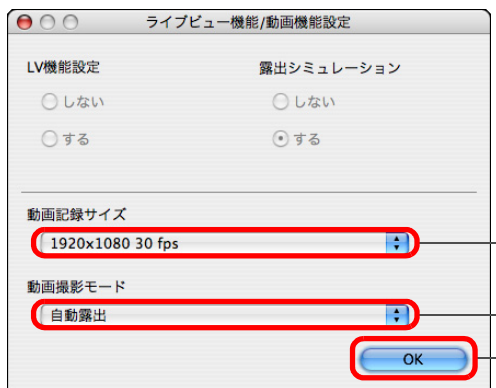 ライブビュー機能/動画機能設定
LV機能設定
露出シミュレーション
しない
しない
する
する
動画記録サイズ
1920x1080 30 fps
動画撮影モード
自動露出
OK